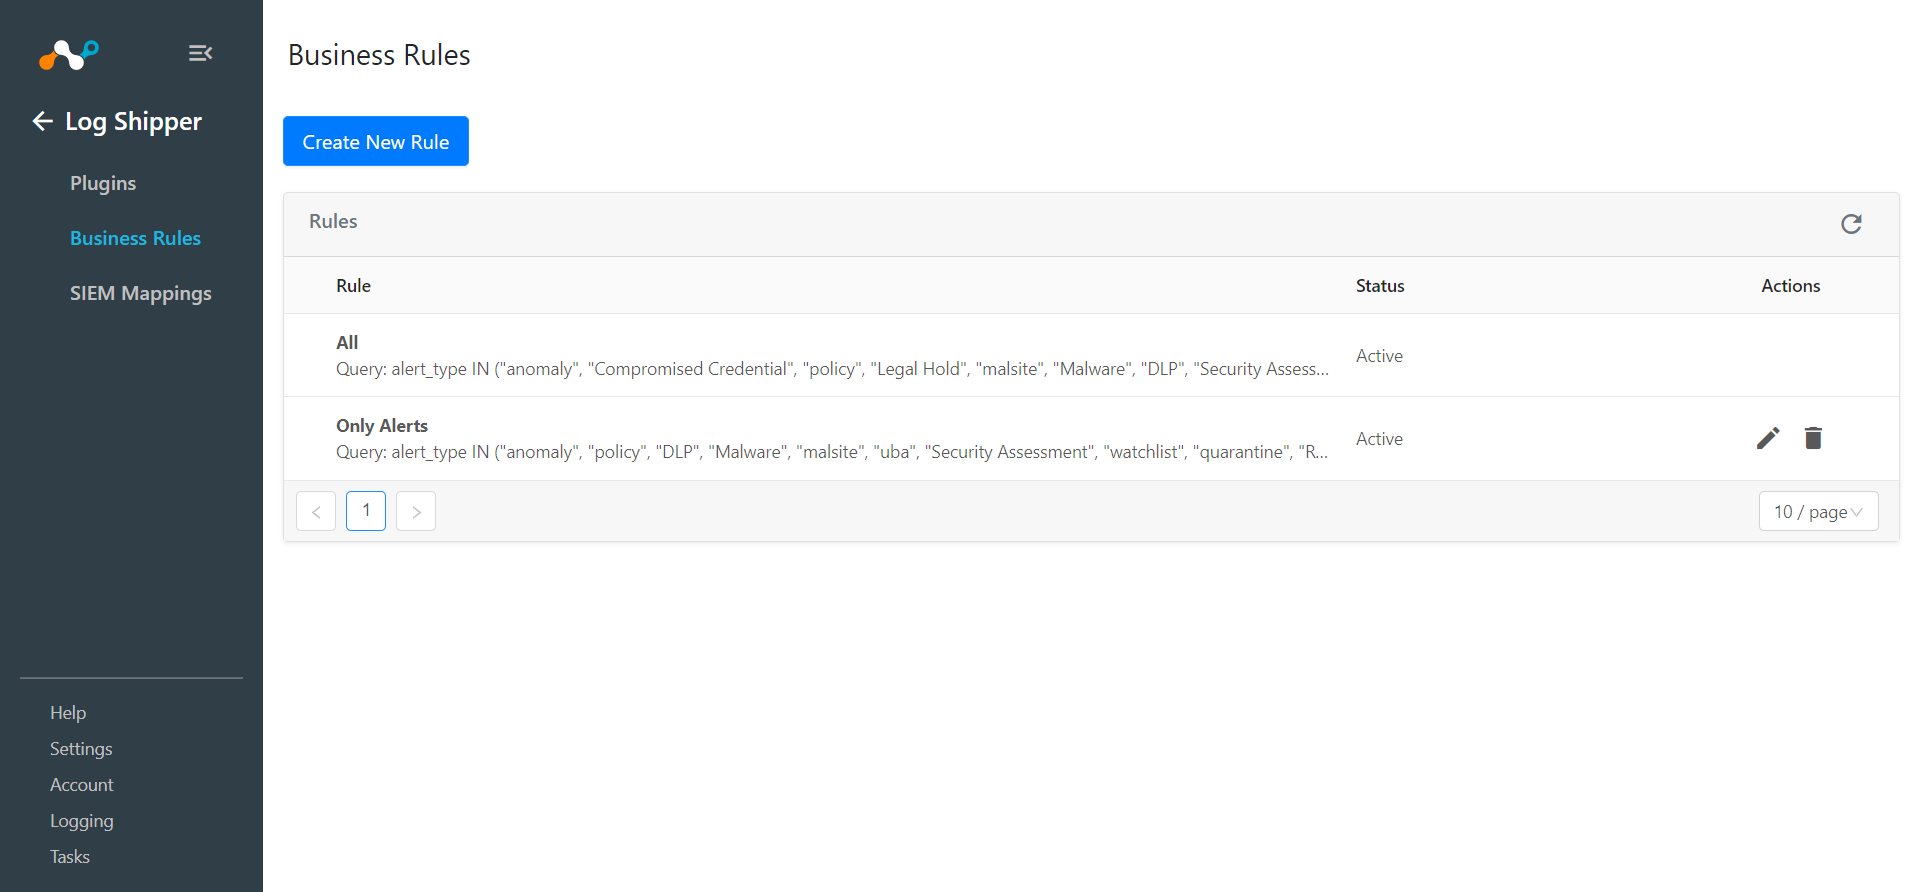 Log Shipper
Plugins
Business Rules
SIEM Mappings
Help
Settings
Account
Logging
Tasks
Business Rules
Create New Rule
Rules
Rule Status Actions
All
Query: alert_type IN ("anomaly", "Compromised Credential", "policy", "Legal Hold", "malsite", "Malware", "DLP", "Security Assess...
Active
Only Alerts
Query: alert_type IN ("anomaly", "policy", "DLP", "Malware", "malsite", "uba", "Security Assessment", "watchlist", "quarantine", "R...
Active
< 1 > 10 / page